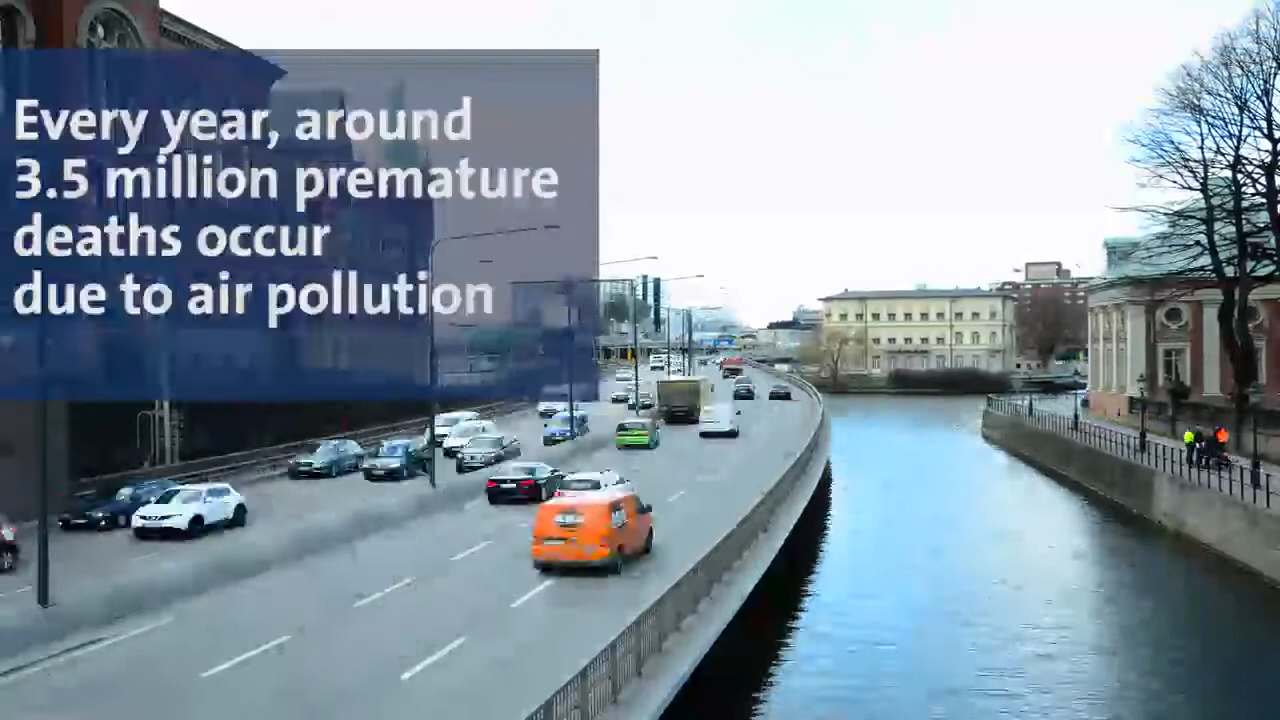 Every year, around
3.5 million premature
deaths occur
due to air pollution